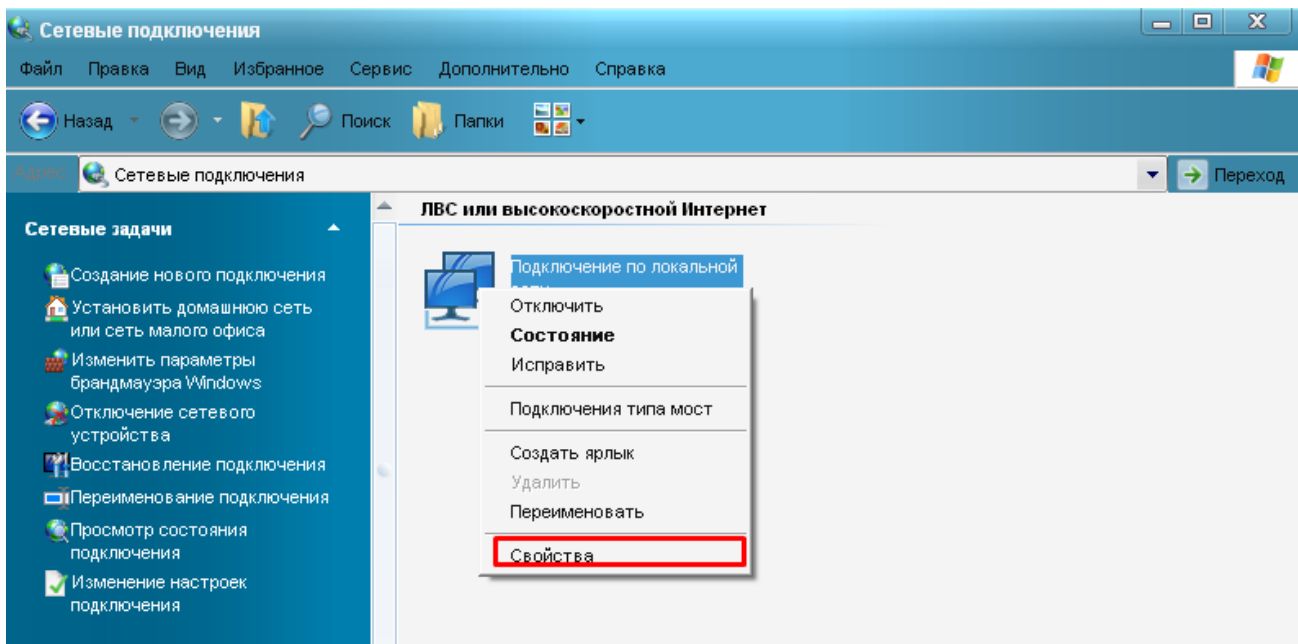 Сетевые подключения
Файл Правка Вид Избранное Сервис Дополнительно Справка
Назад Поиск Папки
Адрес: Сетевые подключения Переход
Сетевые задачи
Создание нового подключения
Установить домашнюю сеть
или сеть малого офиса
Изменить параметры
брандмауэра Windows
Отключение сетевого
устройства
Восстановление подключения
Переименование подключения
Просмотр состояния
подключения
Изменение настроек
подключения
ЛВС или высокоскоростной Интернет
Подключение по локальной
Отключить
Состояние
Исправить
Подключения типа мост
Создать ярлык
Удалить
Переименовать
Свойства